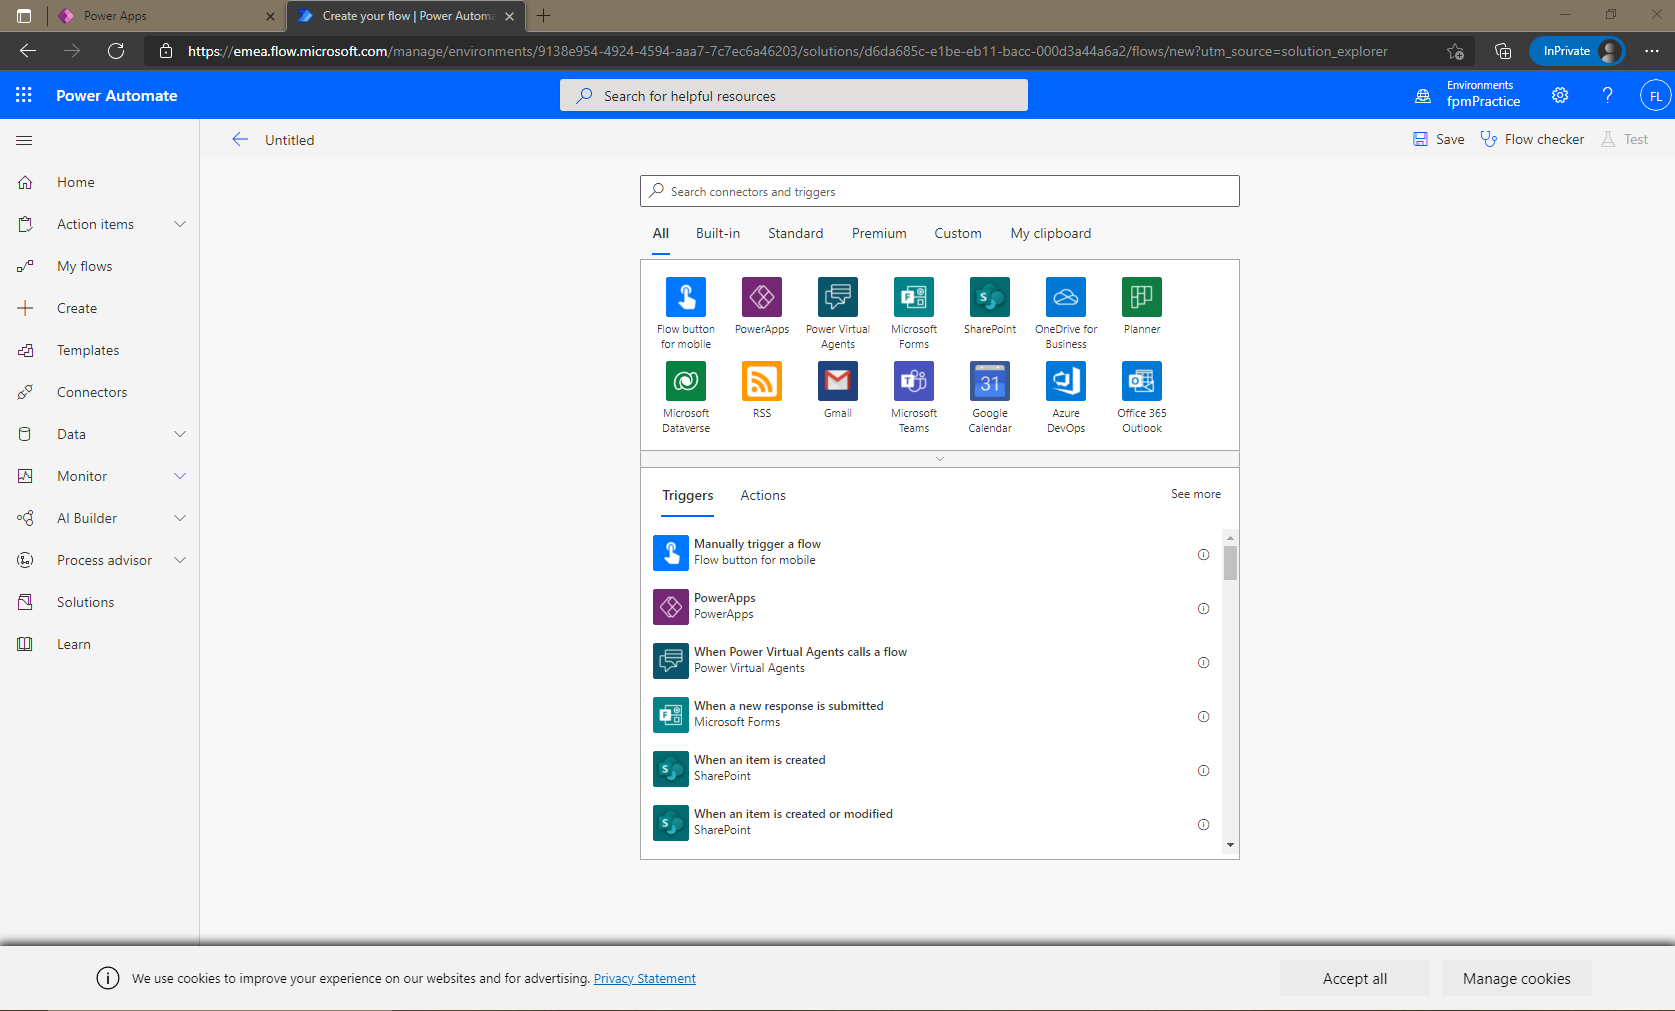 Power Apps
Create your flow | Power Automa
https://emea.flow.microsoft.com/manage/environments/9138e954-4924-4594-aaa7-7c7ec6a46203/solutions/d6da685c-e1be-eb11-bacc-000d3a44a6a2/flows/new?utm_source=solution_explorer
InPrivate
Power Automate
Search for helpful resources
Environments
fpmPractice
?
FL
Untitled
Save
Flow checker
Test
Home
Action items
My flows
Create
Templates
Connectors
Data
Monitor
AI Builder
Process advisor
Solutions
Learn
Search connectors and triggers
All Built-in Standard Premium Custom My clipboard
Flow button for mobile
PowerApps
Power Virtual Agents
Microsoft Forms
SharePoint
OneDrive for Business
Planner
Microsoft Dataverse
RSS
Gmail
Microsoft Teams
31
Google Calendar
Azure DevOps
Office 365 Outlook
Triggers Actions See more
Manually trigger a flow
Flow button for mobile
PowerApps
PowerApps
When Power Virtual Agents calls a flow
Power Virtual Agents
When a new response is submitted
Microsoft Forms
When an item is created
SharePoint
When an item is created or modified
SharePoint
We use cookies to improve your experience on our websites and for advertising. Privacy Statement
Accept all
Manage cookies